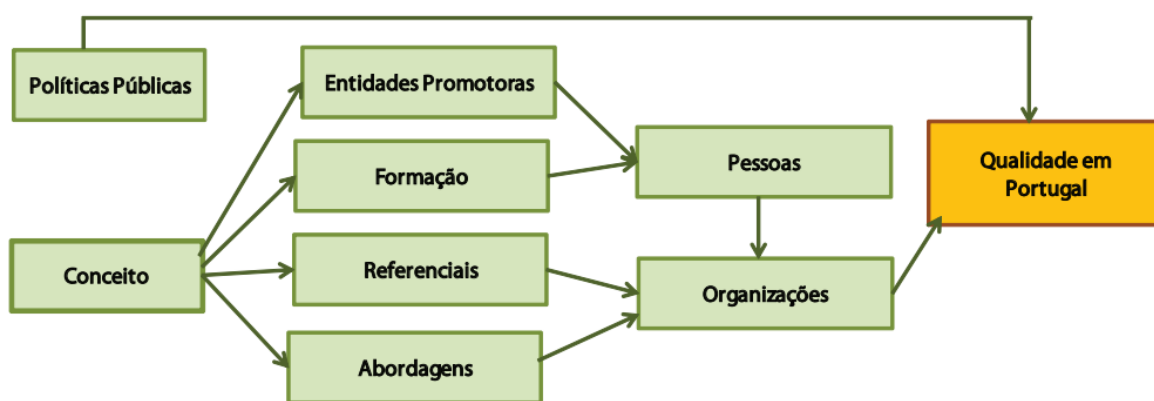 Políticas Públicas
Entidades Promotoras
Formação
Pessoas
Qualidade em
Portugal
Conceito
Referenciais
Organizações
Abordagens